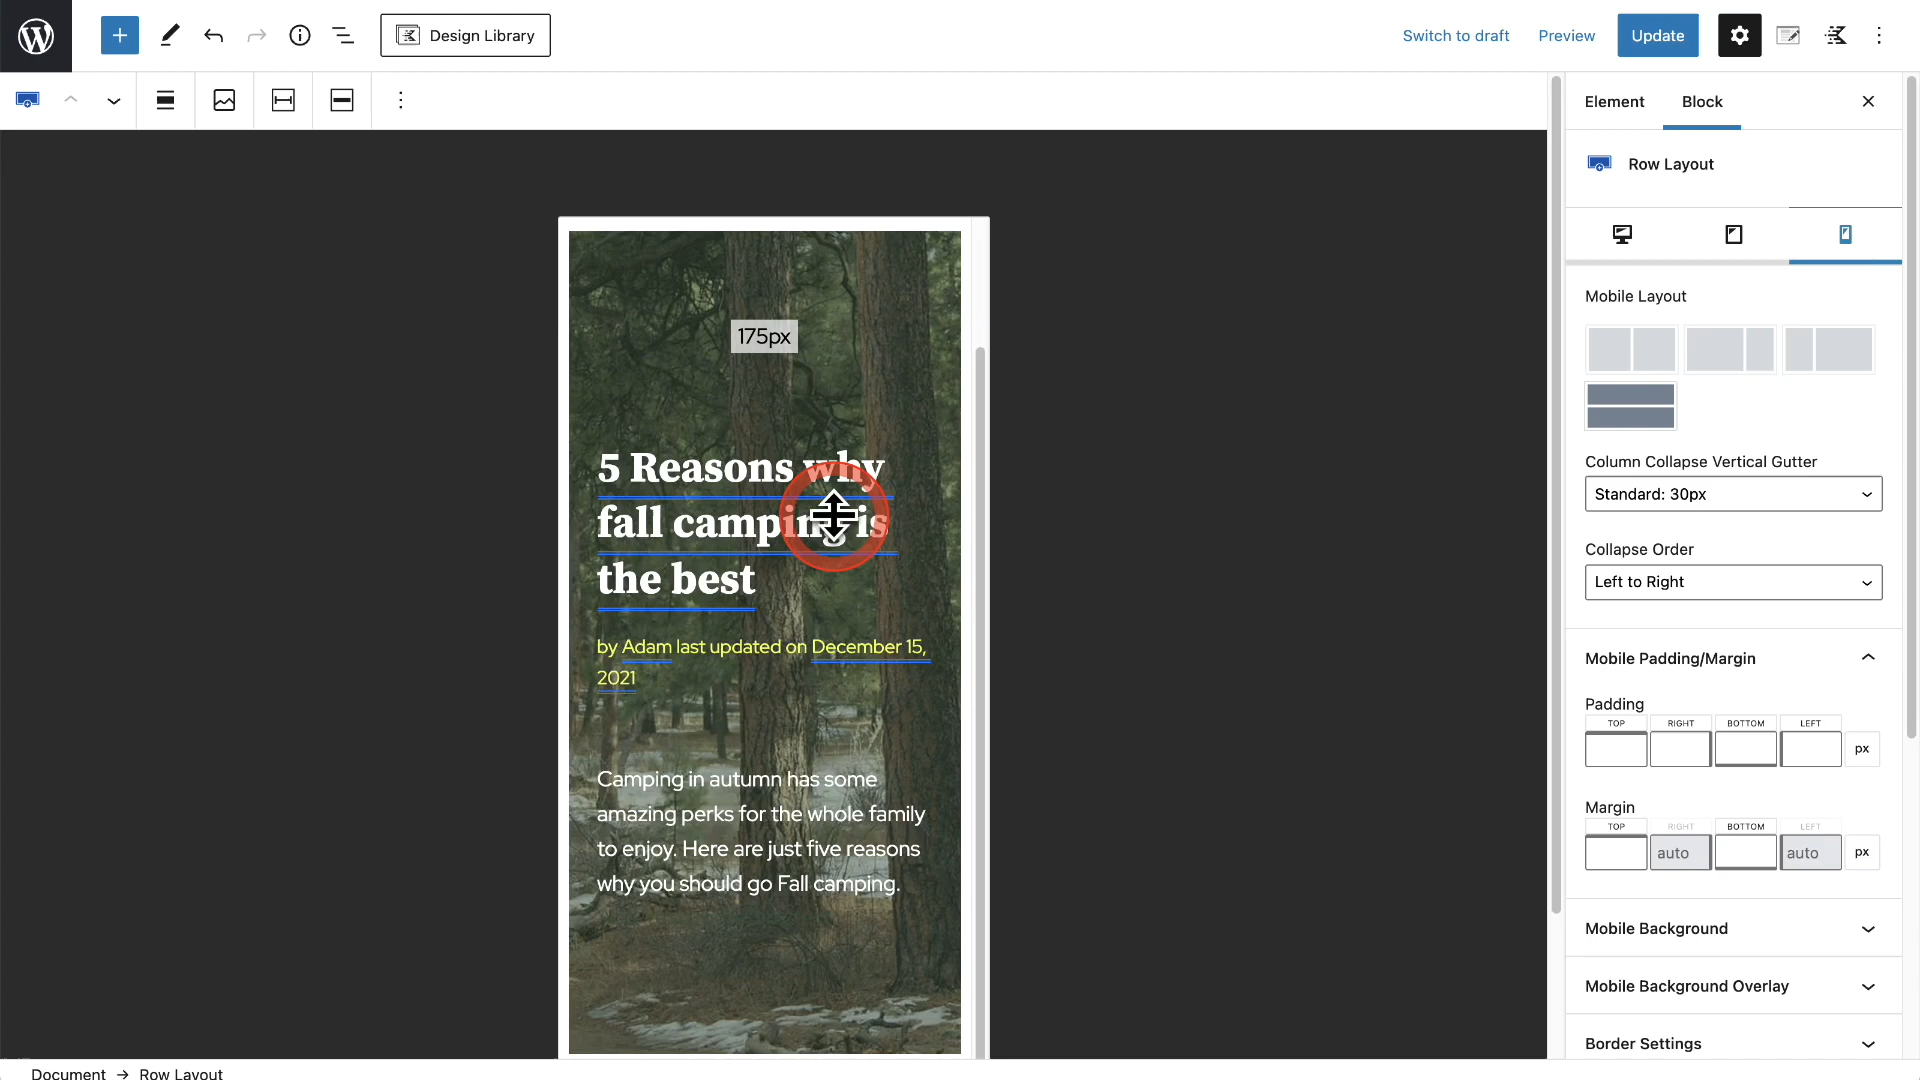 Design Library
Switch to draft
Preview
Update
Element
Block
Row Layout
Mobile Layout
175px
5 Reasons why
fall camping is
the best
by Adam last updated on December 15,
2021
Camping in autumn has some
amazing perks for the whole family
to enjoy. Here are just five reasons
why you should go Fall camping.
Column Collapse Vertical Gutter
Standard: 30px
Collapse Order
Left to Right
Mobile Padding/Margin
Padding
TOP RIGHT BOTTOM LEFT
px
Margin
TOP RIGHT BOTTOM LEFT
auto auto px
Mobile Background
Mobile Background Overlay
Border Settings
Document → Row Layout